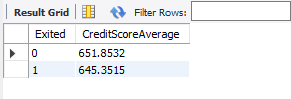 Result Grid Filter Rows:
Exited CreditScoreAverage
0 651.8532
1 645.3515